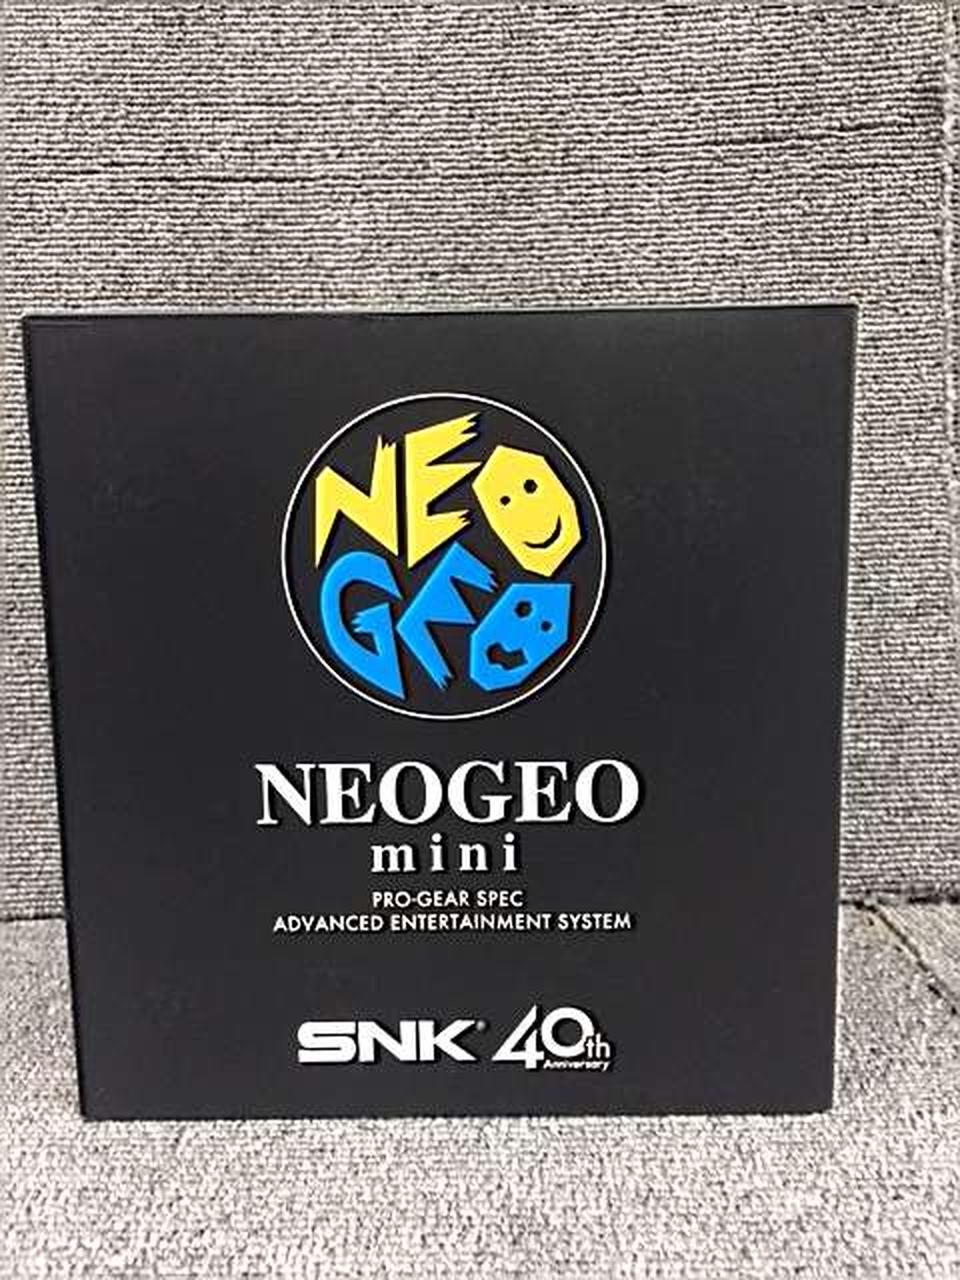 NEO
GEO
NEOGEO
mini
PRO-GEAR SPEC
ADVANCED ENTERTAINMENT SYSTEM
SNK 40th
Anniversary